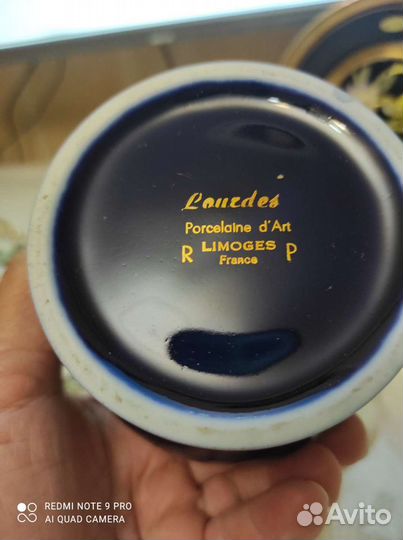 Lourdes
Porcelaine d'Art
R LIMOGES P
France
REDMI NOTE 9 PRO
AI QUAD CAMERA
Avito